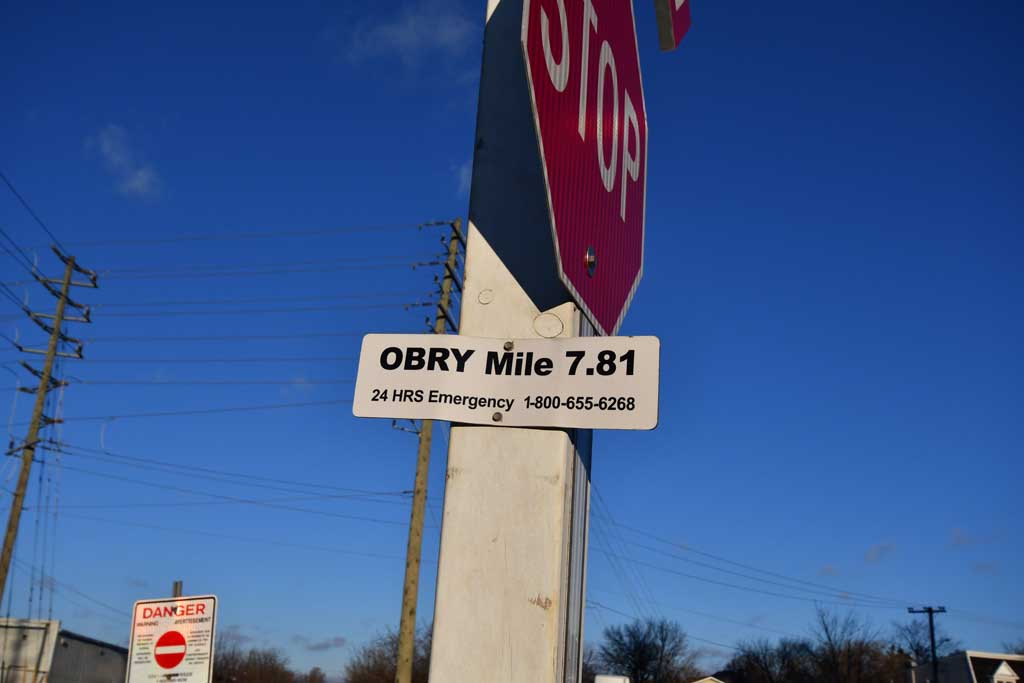 STOP
OBRY Mile 7.81
24 HRS Emergency 1-800-655-6268
DANGER
WARNING AVERTISSEMENT